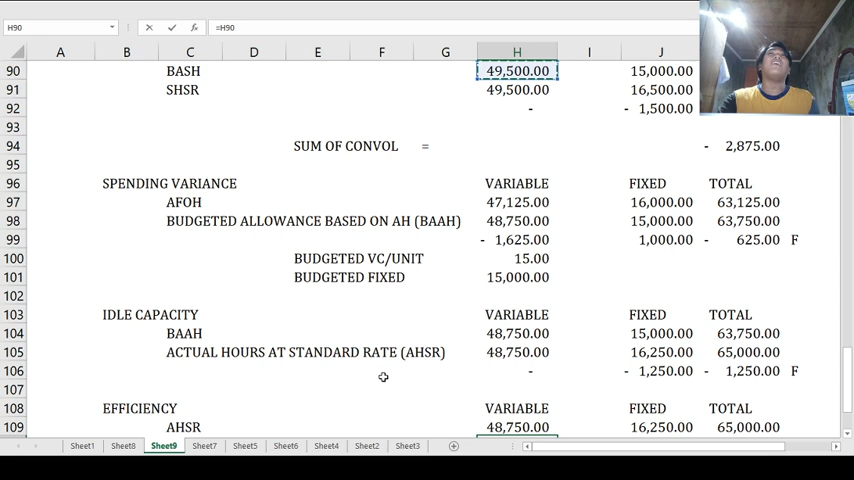 H90 =H90
A B C D E F G H I J
90 BASH 49,500.00 15,000.00
91 SHSR 49,500.00 16,500.00
92 - - 1,500.00
93
94 SUM OF CONVOL = - 2,875.00
95
96 SPENDING VARIANCE VARIABLE FIXED TOTAL
97 AFOH 47,125.00 16,000.00 63,125.00
98 BUDGETED ALLOWANCE BASED ON AH (BAAH) 48,750.00 15,000.00 63,750.00
99 - 1,625.00 1,000.00 - 625.00 F
100 BUDGETED VC/UNIT 15.00
101 BUDGETED FIXED 15,000.00
102
103 IDLE CAPACITY VARIABLE FIXED TOTAL
104 BAAH 48,750.00 15,000.00 63,750.00
105 ACTUAL HOURS AT STANDARD RATE (AHSR) 48,750.00 16,250.00 65,000.00
106 - - 1,250.00 - 1,250.00 F
107
108 EFFICIENCY VARIABLE FIXED TOTAL
109 AHSR 48,750.00 16,250.00 65,000.00
Sheet1 Sheet8 Sheet9 Sheet7 Sheet5 Sheet6 Sheet4 Sheet2 Sheet3